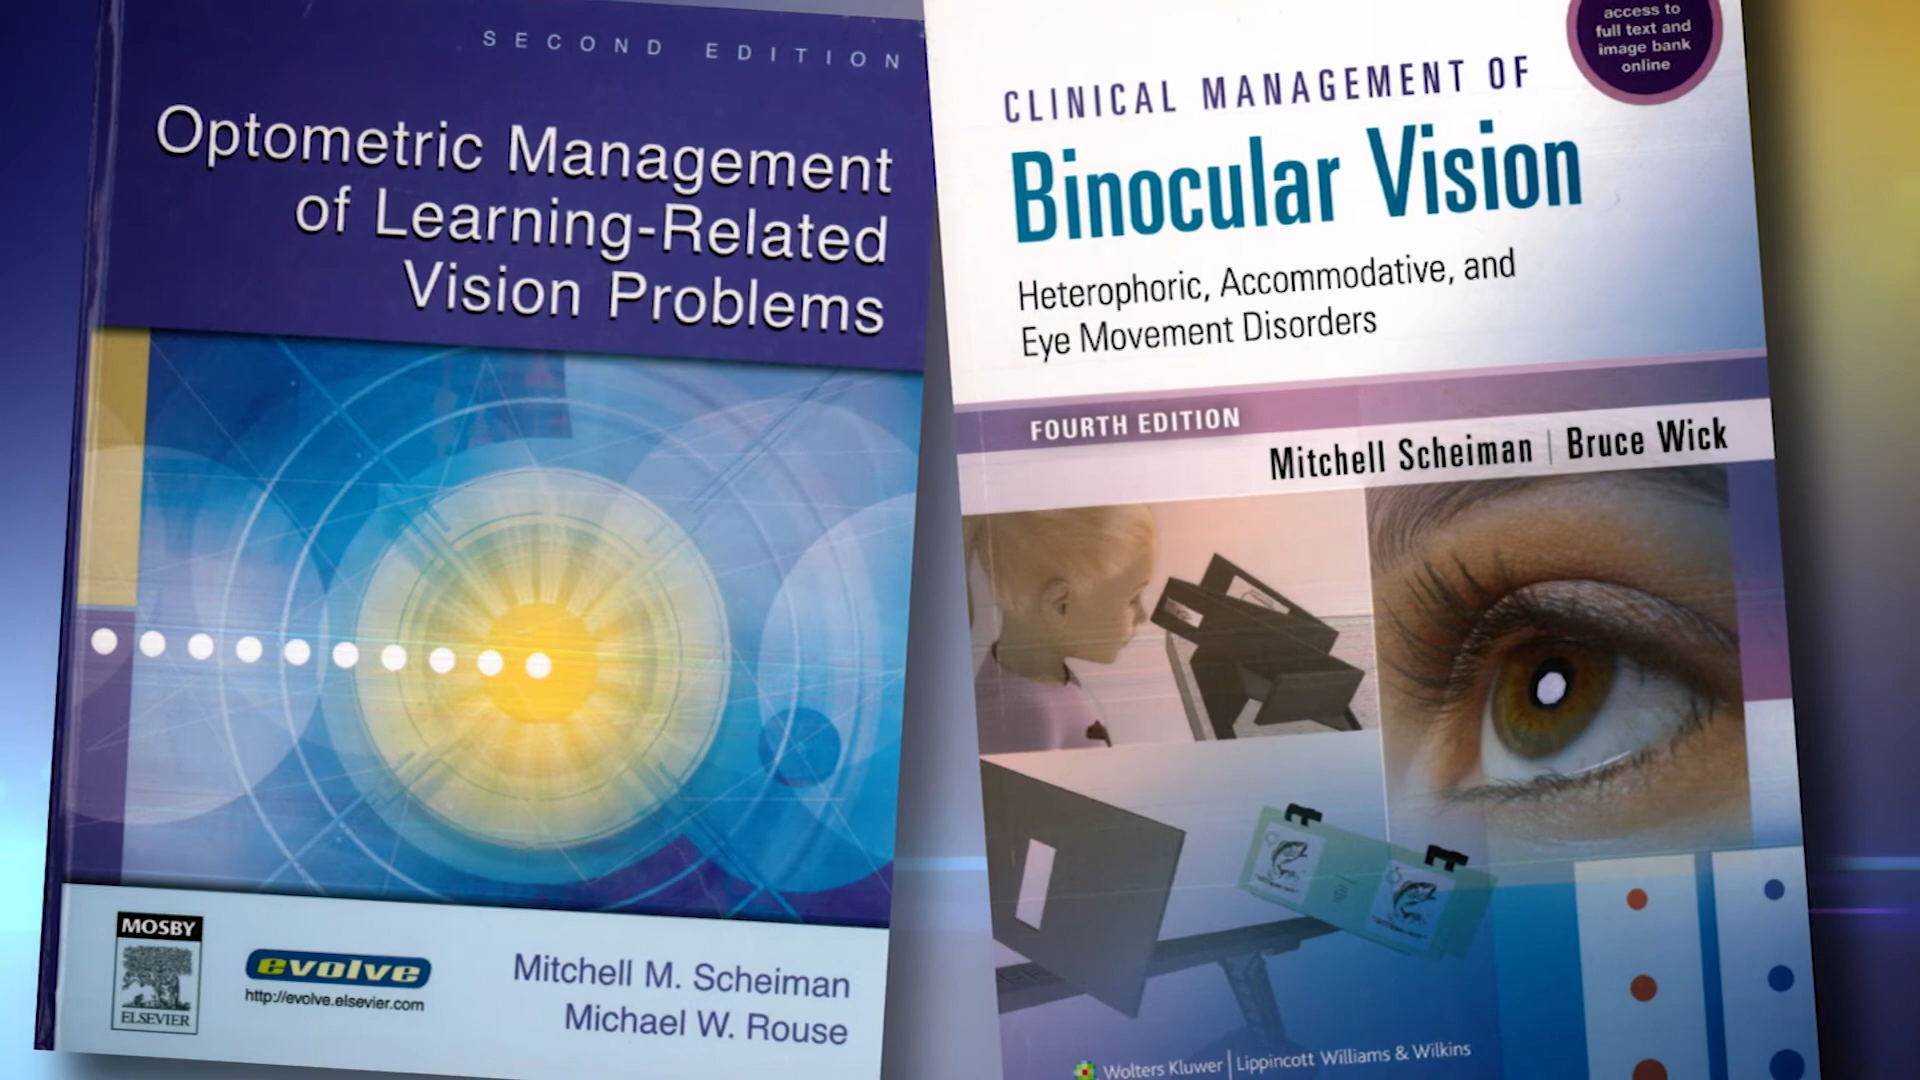 SECOND EDITION
Optometric Management
of Learning-Related
Vision Problems
MOSBY
ELSEVIER
evolve
http://evolve.elsevier.com
Mitchell M. Scheiman
Michael W. Rouse
access to
full text and
image bank
online
CLINICAL MANAGEMENT OF
Binocular Vision
Heterophoric, Accommodative, and
Eye Movement Disorders
FOURTH EDITION
Mitchell Scheiman | Bruce Wick
Wolters Kluwer | Lippincott Williams & Wilkins